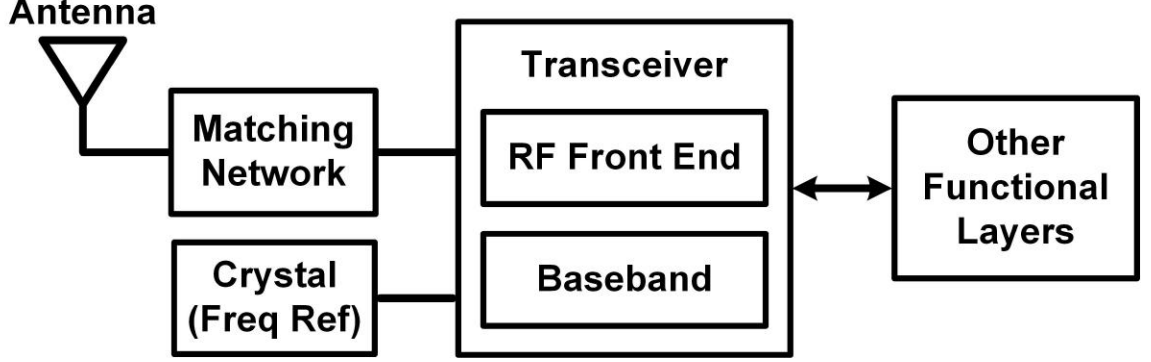 Antenna
Matching
Network
Crystal
(Freq Ref)
Transceiver
RF Front End
Baseband
Other
Functional
Layers